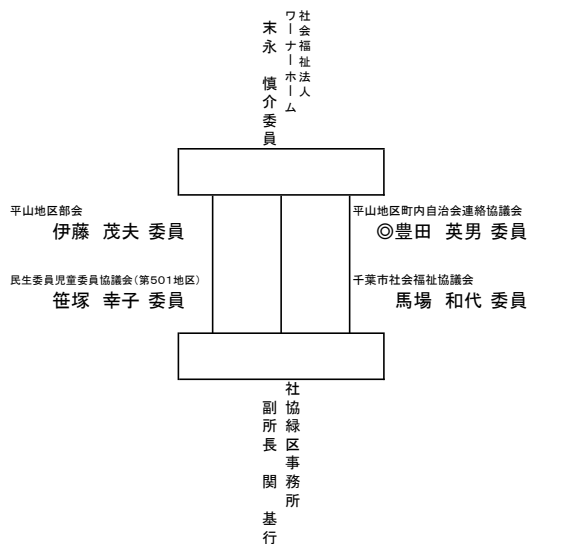 社会福祉法人
ワーナーホーム
末永 慎介委員
平山地区部会
伊藤 茂夫 委員
平山地区町内自治会連絡協議会
◎豊田 英男 委員
民生委員児童委員協議会（第501地区）
笹塚 幸子 委員
千葉市社会福祉協議会
馬場 和代 委員
社協緑区事務所
副所長 関 基行